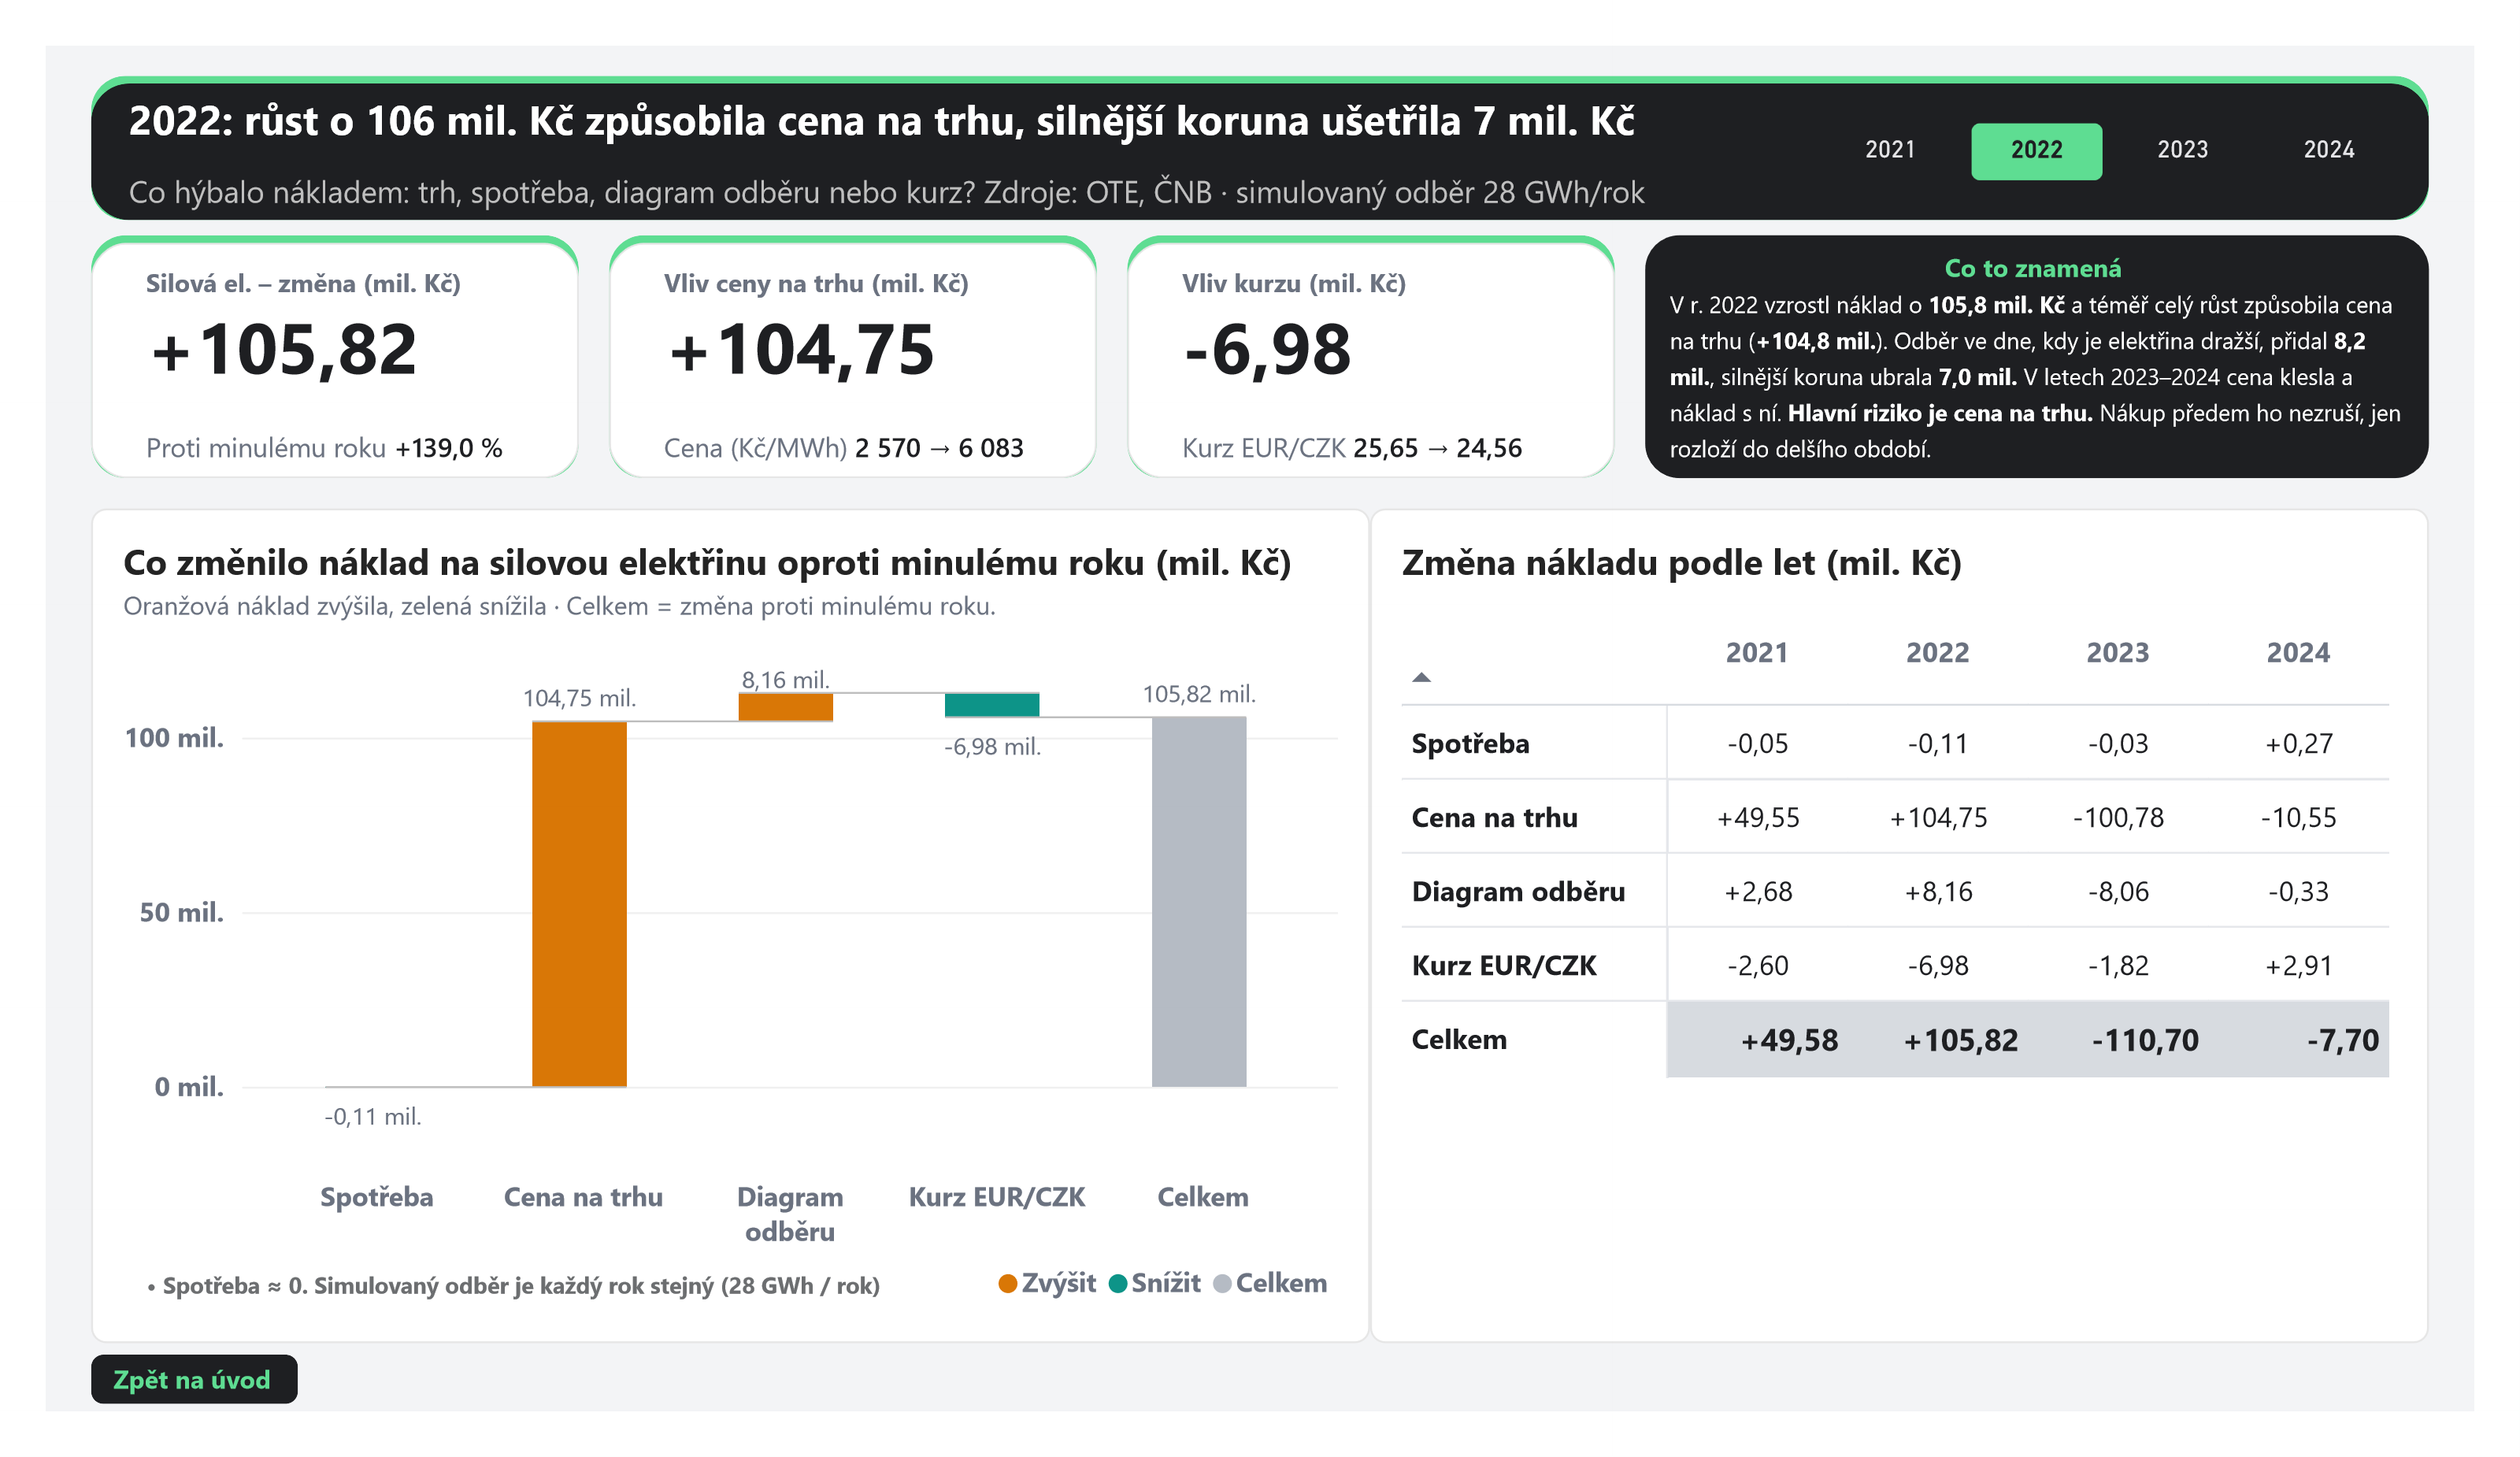 2022: růst o 106 mil. Kč způsobila cena na trhu, silnější koruna ušetřila 7 mil. Kč
Co hýbalo nákladem: trh, spotřeba, diagram odběru nebo kurz? Zdroje: OTE, ČNB · simulovaný odběr 28 GWh/rok
2021 2022 2023 2024
Silová el. – změna (mil. Kč)
+105,82
Proti minulému roku +139,0 %
Vliv ceny na trhu (mil. Kč)
+104,75
Cena (Kč/MWh) 2 570 → 6 083
Vliv kurzu (mil. Kč)
-6,98
Kurz EUR/CZK 25,65 → 24,56
Co to znamená
V r. 2022 vzrostl náklad o 105,8 mil. Kč a téměř celý růst způsobila cena
na trhu (+104,8 mil.). Odběr ve dne, kdy je elektřina dražší, přidal 8,2
mil., silnější koruna ubrala 7,0 mil. V letech 2023–2024 cena klesla a
náklad s ní. Hlavní riziko je cena na trhu. Nákup předem ho nezruší, jen
rozloží do delšího období.
Co změnilo náklad na silovou elektřinu oproti minulému roku (mil. Kč)
Oranžová náklad zvýšila, zelená snížila · Celkem = změna proti minulému roku.
100 mil.
50 mil.
0 mil.
-0,11 mil.
104,75 mil.
8,16 mil.
-6,98 mil.
105,82 mil.
Spotřeba
Cena na trhu
Diagram
odběru
Kurz EUR/CZK
Celkem
• Spotřeba ≈ 0. Simulovaný odběr je každý rok stejný (28 GWh / rok)
Zvýšit Snížit Celkem
Změna nákladu podle let (mil. Kč)
2021 2022 2023 2024
Spotřeba -0,05 -0,11 -0,03 +0,27
Cena na trhu +49,55 +104,75 -100,78 -10,55
Diagram odběru +2,68 +8,16 -8,06 -0,33
Kurz EUR/CZK -2,60 -6,98 -1,82 +2,91
Celkem +49,58 +105,82 -110,70 -7,70
Zpět na úvod